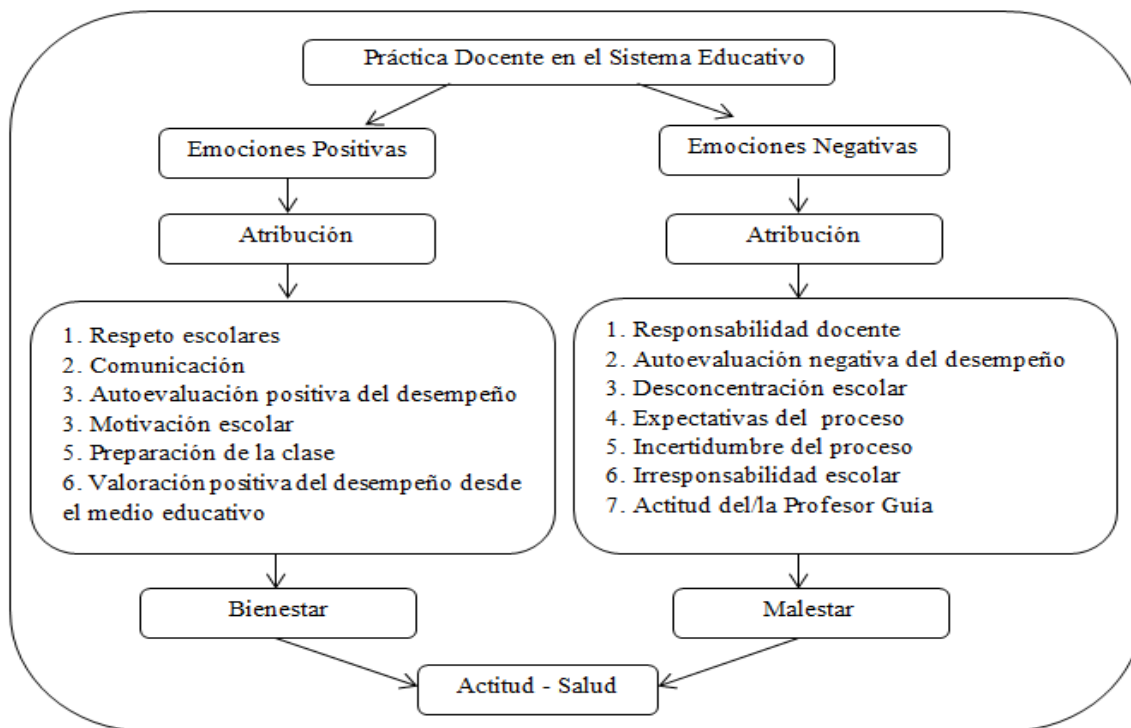 Práctica Docente en el Sistema Educativo
Emociones Positivas
Emociones Negativas
Atribución
Atribución
1. Respeto escolares
2. Comunicación
3. Autoevaluación positiva del desempeño
3. Motivación escolar
5. Preparación de la clase
6. Valoración positiva del desempeño desde
el medio educativo
1. Responsabilidad docente
2. Autoevaluación negativa del desempeño
3. Desconcentración escolar
4. Expectativas del proceso
5. Incertidumbre del proceso
6. Irresponsabilidad escolar
7. Actitud del/la Profesor Guía
Bienestar
Malestar
Actitud - Salud